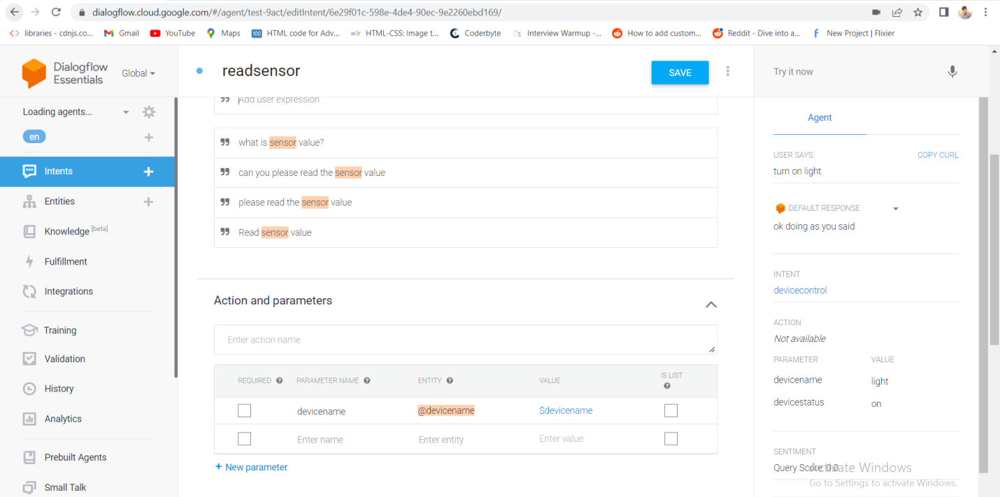 dialogflow.cloud.google.com/#/agent/test-9act/editIntent/6e29f01c-598e-4de4-90ec-9e2260ebd169/
libraries - cdnjs.co... Gmail YouTube Maps 100 HTML code for Adv... w3r HTML-CSS: Image t... Coderbyte Interview Warmup -... How to add custom... Reddit - Dive into a... New Project | Flixier
Dialogflow
Essentials
Global
readsensor
SAVE
Try it now
Loading agents...
en
Intents
Entities
Knowledge [beta]
Fulfillment
Integrations
Training
Validation
History
Analytics
Prebuilt Agents
Small Talk
Add user expression
what is sensor value?
can you please read the sensor value
please read the sensor value
Read sensor value
Action and parameters
Enter action name
REQUIRED PARAMETER NAME ENTITY VALUE IS LIST
devicename @devicename $devicename
Enter name Enter entity Enter value
+ New parameter
Agent
USER SAYS COPY CURL
turn on light
DEFAULT RESPONSE
ok doing as you said
INTENT
devicecontrol
ACTION
Not available
PARAMETER VALUE
devicename light
devicestatus on
SENTIMENT
Query Score: 0.0
Activate Windows
Go to Settings to activate Windows.